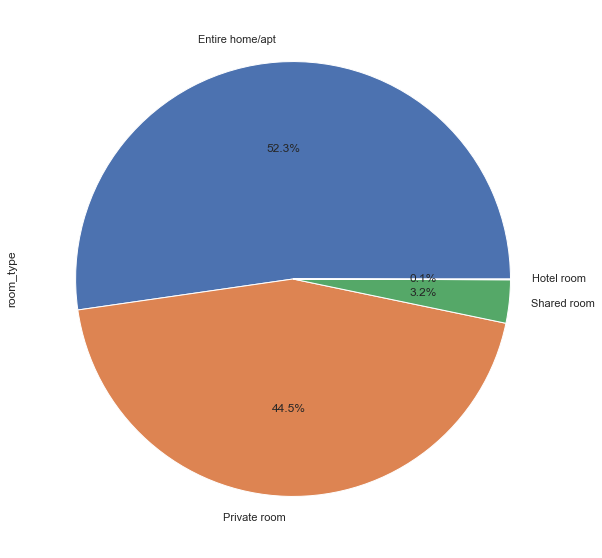 Entire home/apt
52.3%
room_type
0.1%
Hotel room
3.2%
Shared room
44.5%
Private room